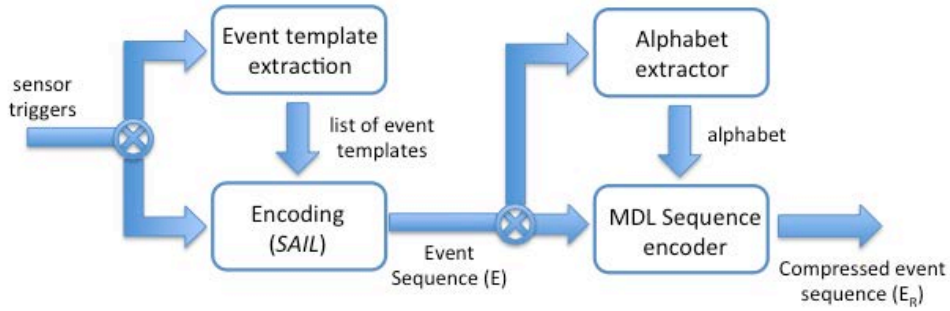 Event template
extraction
Alphabet
extractor
sensor
triggers
list of event
templates
alphabet
Encoding
(SAIL)
MDL Sequence
encoder
Event
Sequence (E)
Compressed event
sequence (E_R)